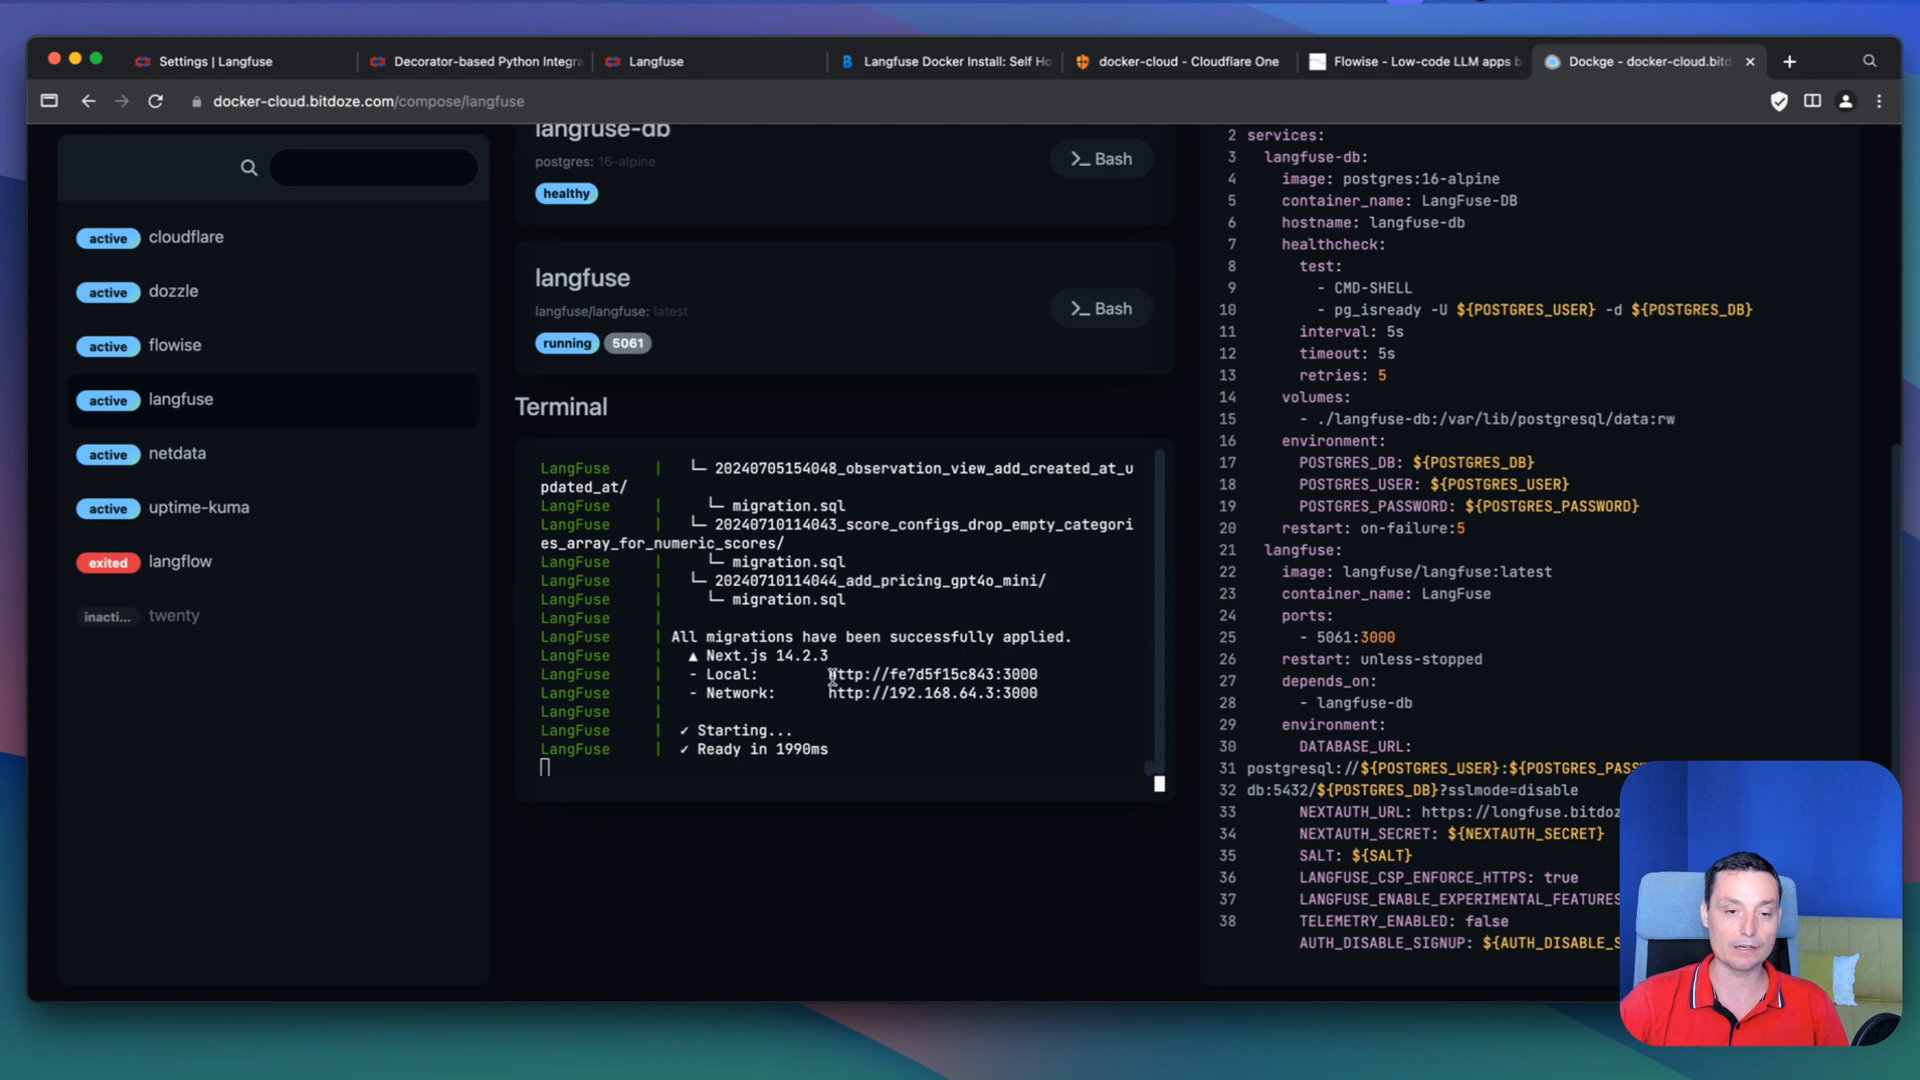 Settings | Langfuse
Decorator-based Python Integra
Langfuse
Langfuse Docker Install: Self Ho
docker-cloud - Cloudflare One
Flowise - Low-code LLM apps b
Dockge - docker-cloud.bitd
docker-cloud.bitdoze.com/compose/langfuse
active cloudflare
active dozzle
active flowise
active langfuse
active netdata
active uptime-kuma
exited langflow
inacti... twenty
langfuse-db
postgres: 16-alpine
healthy
>_ Bash
langfuse
langfuse/langfuse: latest
running 5061
>_ Bash
Terminal
LangFuse | └─ 20240705154048_observation_view_add_created_at_u
pdated_at/
LangFuse | └─ migration.sql
LangFuse | └─ 20240710114043_score_configs_drop_empty_categori
es_array_for_numeric_scores/
LangFuse | └─ migration.sql
LangFuse | └─ 20240710114044_add_pricing_gpt4o_mini/
LangFuse | └─ migration.sql
LangFuse |
LangFuse | All migrations have been successfully applied.
LangFuse | ▲ Next.js 14.2.3
LangFuse | - Local: http://fe7d5f15c843:3000
LangFuse | - Network: http://192.168.64.3:3000
LangFuse |
LangFuse | ✓ Starting...
LangFuse | ✓ Ready in 1990ms
2 services:
3 langfuse-db:
4 image: postgres:16-alpine
5 container_name: LangFuse-DB
6 hostname: langfuse-db
7 healthcheck:
8 test:
9 - CMD-SHELL
10 - pg_isready -U ${POSTGRES_USER} -d ${POSTGRES_DB}
11 interval: 5s
12 timeout: 5s
13 retries: 5
14 volumes:
15 - ./langfuse-db:/var/lib/postgresql/data:rw
16 environment:
17 POSTGRES_DB: ${POSTGRES_DB}
18 POSTGRES_USER: ${POSTGRES_USER}
19 POSTGRES_PASSWORD: ${POSTGRES_PASSWORD}
20 restart: on-failure:5
21 langfuse:
22 image: langfuse/langfuse:latest
23 container_name: LangFuse
24 ports:
25 - 5061:3000
26 restart: unless-stopped
27 depends_on:
28 - langfuse-db
29 environment:
30 DATABASE_URL:
31 postgresql://${POSTGRES_USER}:${POSTGRES_PASS
32 db:5432/${POSTGRES_DB}?sslmode=disable
33 NEXTAUTH_URL: https://longfuse.bitdoz
34 NEXTAUTH_SECRET: ${NEXTAUTH_SECRET}
35 SALT: ${SALT}
36 LANGFUSE_CSP_ENFORCE_HTTPS: true
37 LANGFUSE_ENABLE_EXPERIMENTAL_FEATURES
38 TELEMETRY_ENABLED: false
AUTH_DISABLE_SIGNUP: ${AUTH_DISABLE_S